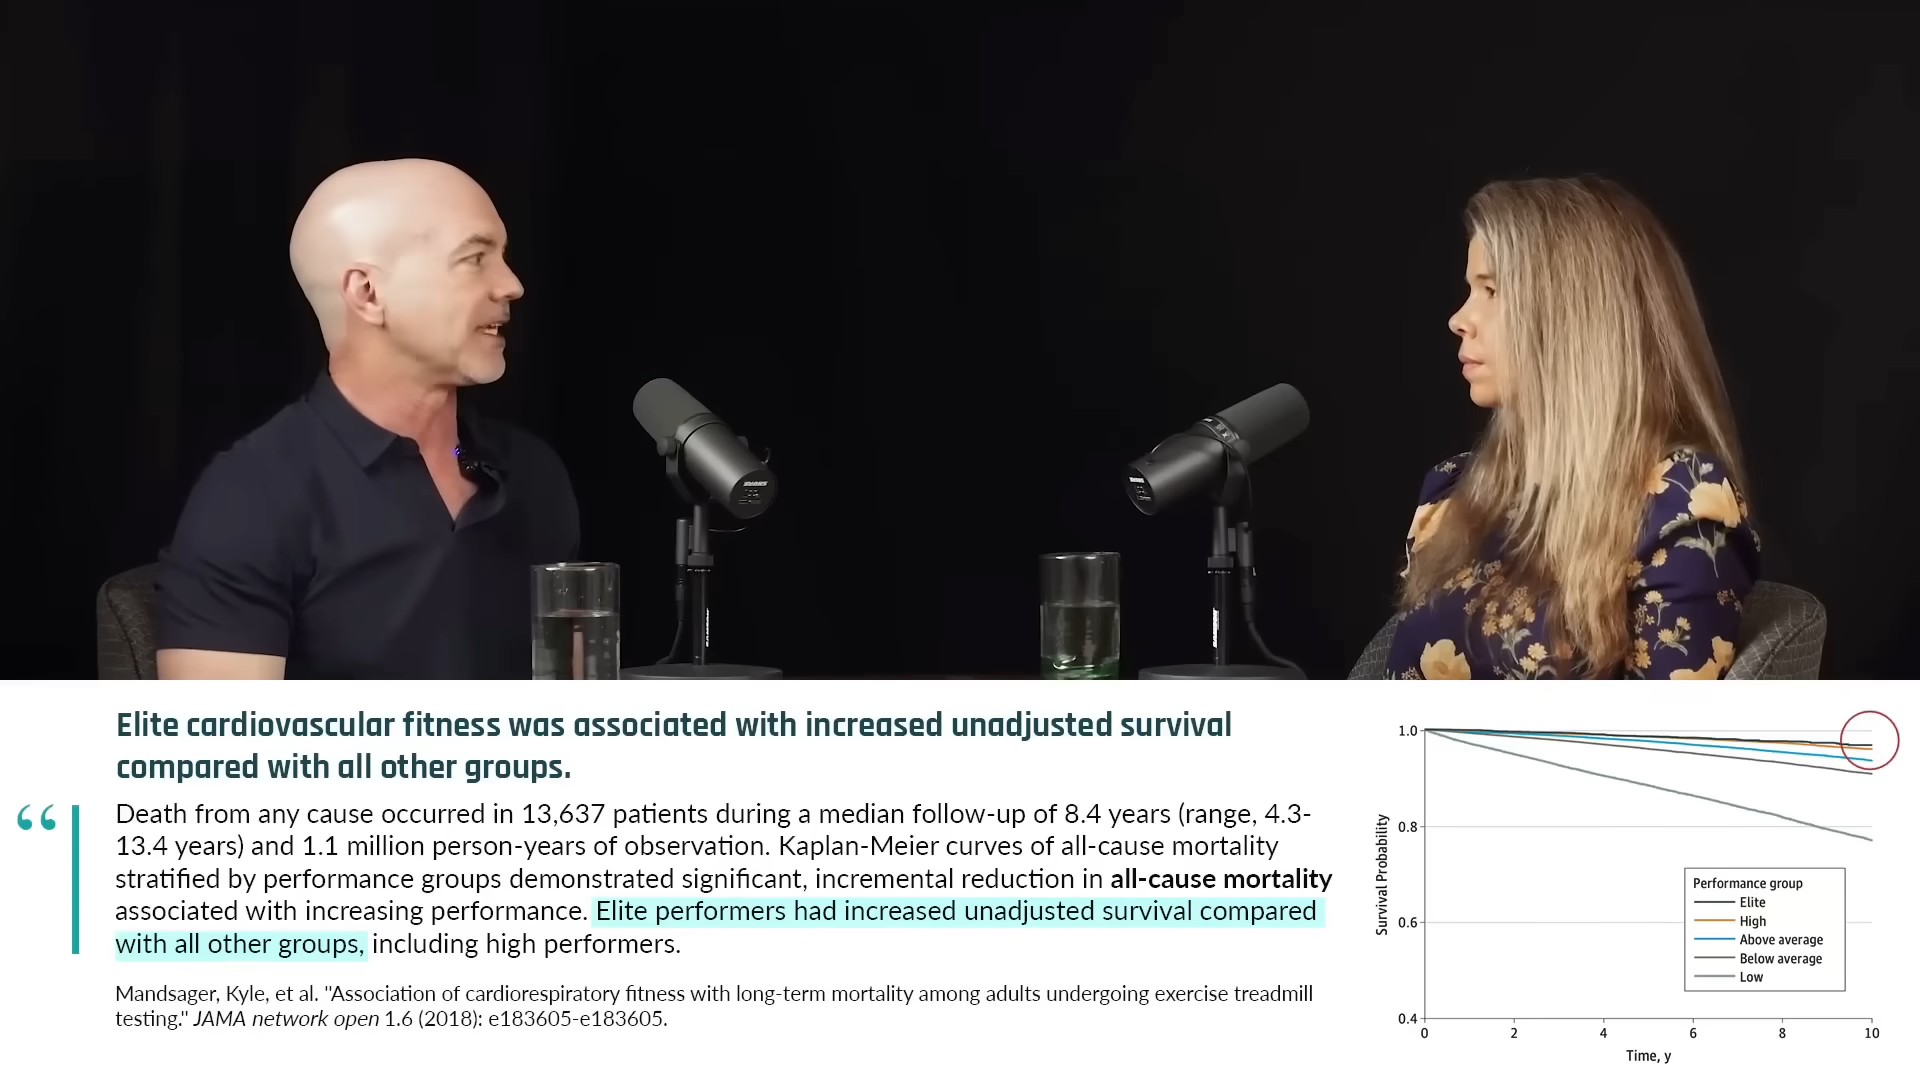 SHURE
SAMSON
SAMSON
Elite cardiovascular fitness was associated with increased unadjusted survival
compared with all other groups.
“
Death from any cause occurred in 13,637 patients during a median follow-up of 8.4 years (range, 4.3-
13.4 years) and 1.1 million person-years of observation. Kaplan-Meier curves of all-cause mortality
stratified by performance groups demonstrated significant, incremental reduction in all-cause mortality
associated with increasing performance. Elite performers had increased unadjusted survival compared
with all other groups, including high performers.
Mandsager, Kyle, et al. "Association of cardiorespiratory fitness with long-term mortality among adults undergoing exercise treadmill
testing." JAMA network open 1.6 (2018): e183605-e183605.
Survival Probability
1.0
0.8
0.6
0.4
Performance group
Elite
High
Above average
Below average
Low
0 2 4 6 8 10
Time, y